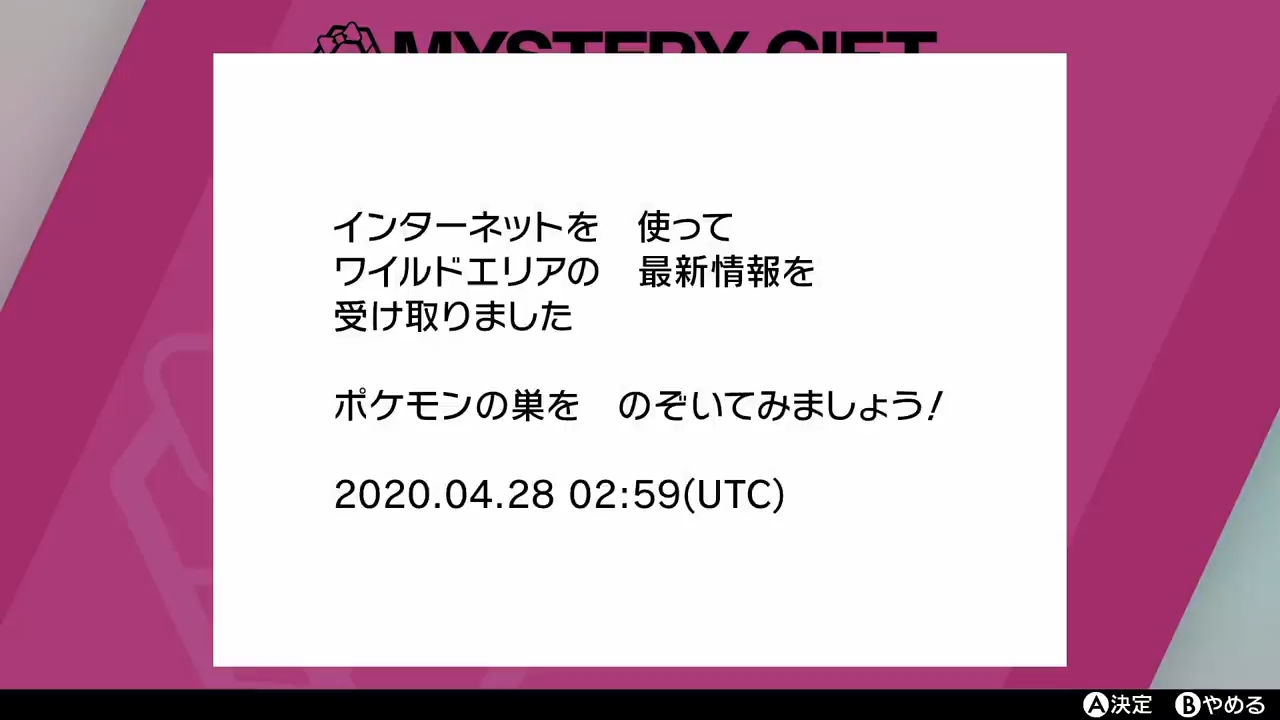 MYSTERY GIFT
インターネットを　使って
ワイルドエリアの　最新情報を
受け取りました
ポケモンの巣を　のぞいてみましょう!
2020.04.28 02:59(UTC)
A決定 Bやめる